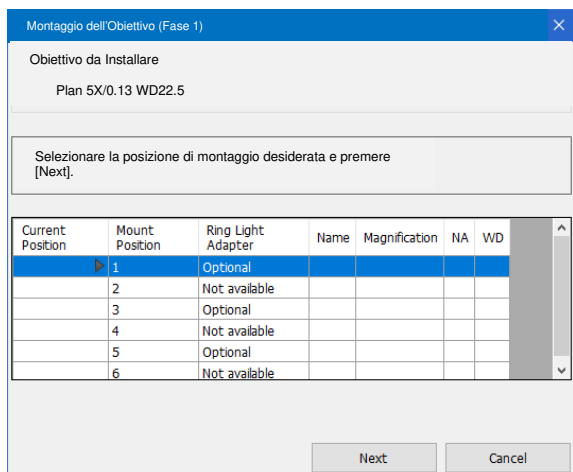 Montaggio dell'Obiettivo (Fase 1)
Obiettivo da Installare
Plan 5X/0.13 WD22.5
Selezionare la posizione di montaggio desiderata e premere
[Next].
Current Position Mount Position Ring Light Adapter Name Magnification NA WD
1 Optional
2 Not available
3 Optional
4 Not available
5 Optional
6 Not available
Next Cancel